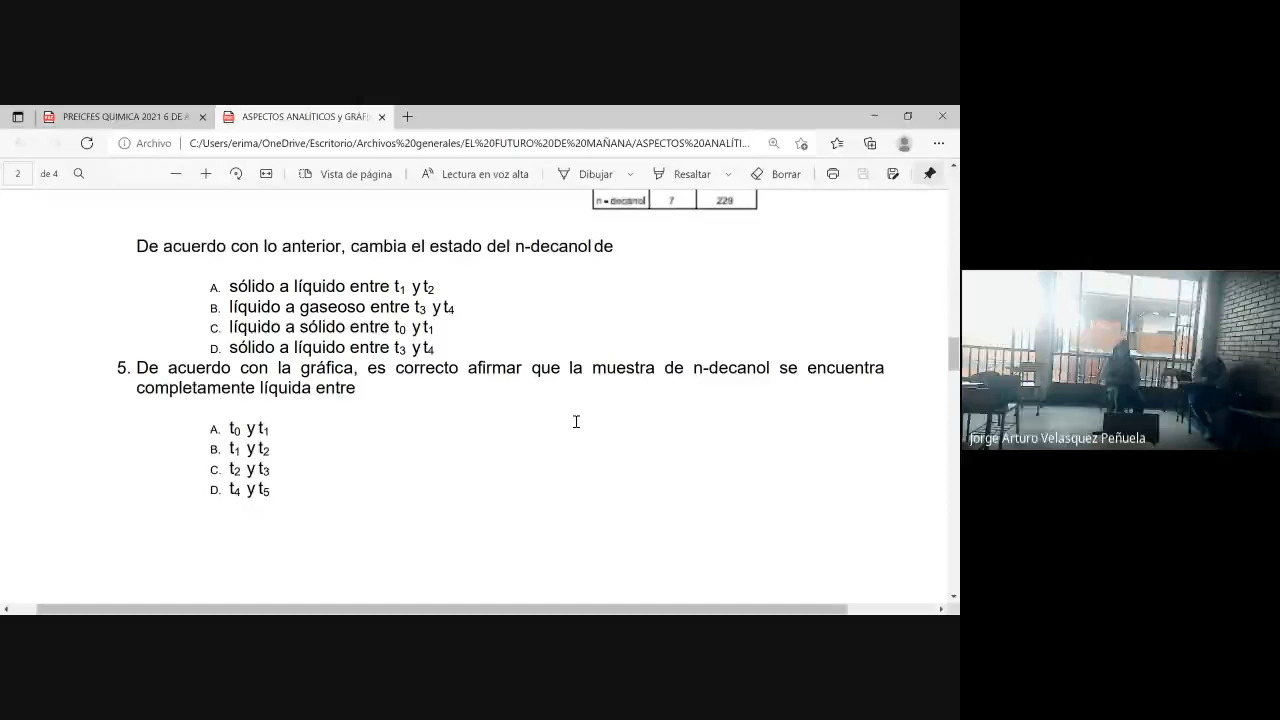 PREICFES QUIMICA 2021 6 DE A
ASPECTOS ANALÍTICOS y GRÁFI
Archivo
C:/Users/erima/OneDrive/Escritorio/Archivos%20generales/EL%20FUTURO%20DE%20MAÑANA/ASPECTOS%20ANALÍTI...
2 de 4
Vista de página
Lectura en voz alta
Dibujar
Resaltar
Borrar
n - decanol 7 229
De acuerdo con lo anterior, cambia el estado del n-decanol de
A. sólido a líquido entre t1 y t2
B. líquido a gaseoso entre t3 y t4
C. líquido a sólido entre t0 y t1
D. sólido a líquido entre t3 y t4
5. De acuerdo con la gráfica, es correcto afirmar que la muestra de n-decanol se encuentra
completamente líquida entre
A. t0 y t1
B. t1 y t2
C. t2 y t3
D. t4 y t5
Jorge Arturo Velasquez Peñuela